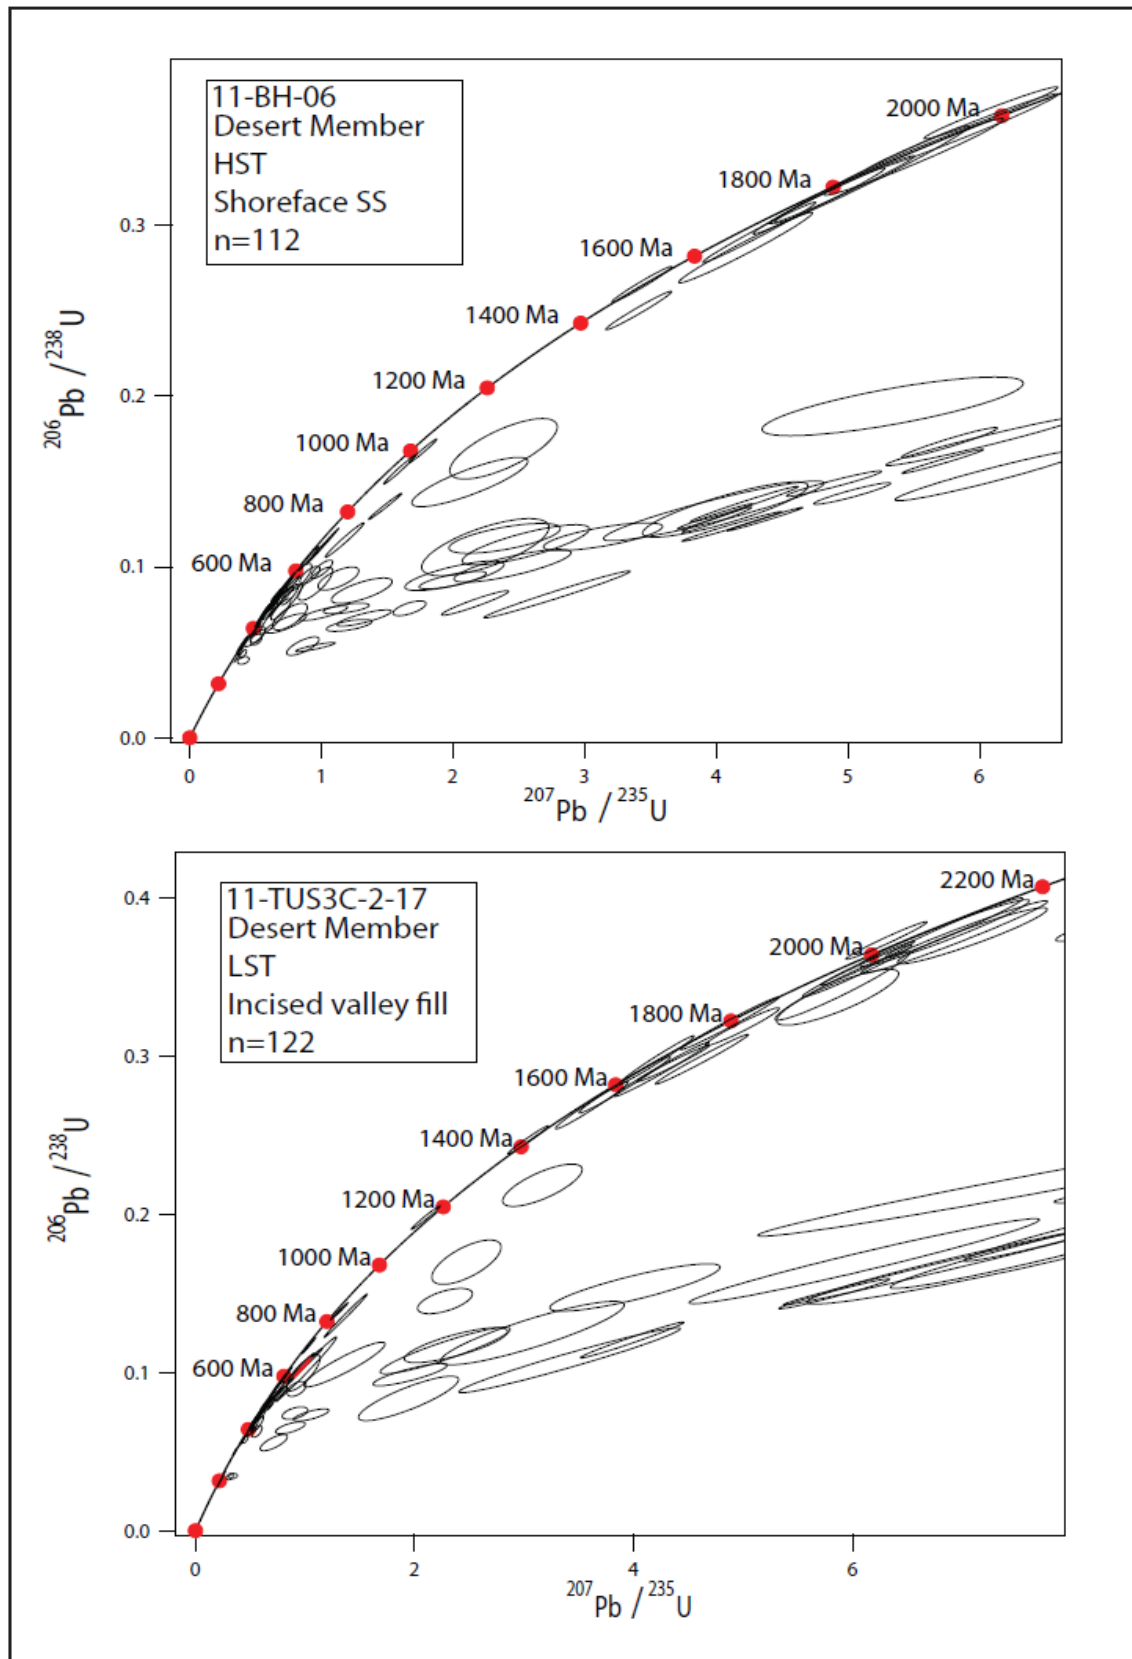 11-BH-06
Desert Member
HST
Shoreface SS
n=112
2000 Ma
1800 Ma
1600 Ma
1400 Ma
1200 Ma
1000 Ma
800 Ma
600 Ma
0.3
0.2
0.1
0.0
206Pb / 238U
0 1 2 3 4 5 6
207Pb / 235U
11-TUS3C-2-17
Desert Member
LST
Incised valley fill
n=122
2200 Ma
2000 Ma
1800 Ma
1600 Ma
1400 Ma
1200 Ma
1000 Ma
800 Ma
600 Ma
0.4
0.3
0.2
0.1
0.0
206Pb / 238U
0 2 4 6
207Pb / 235U